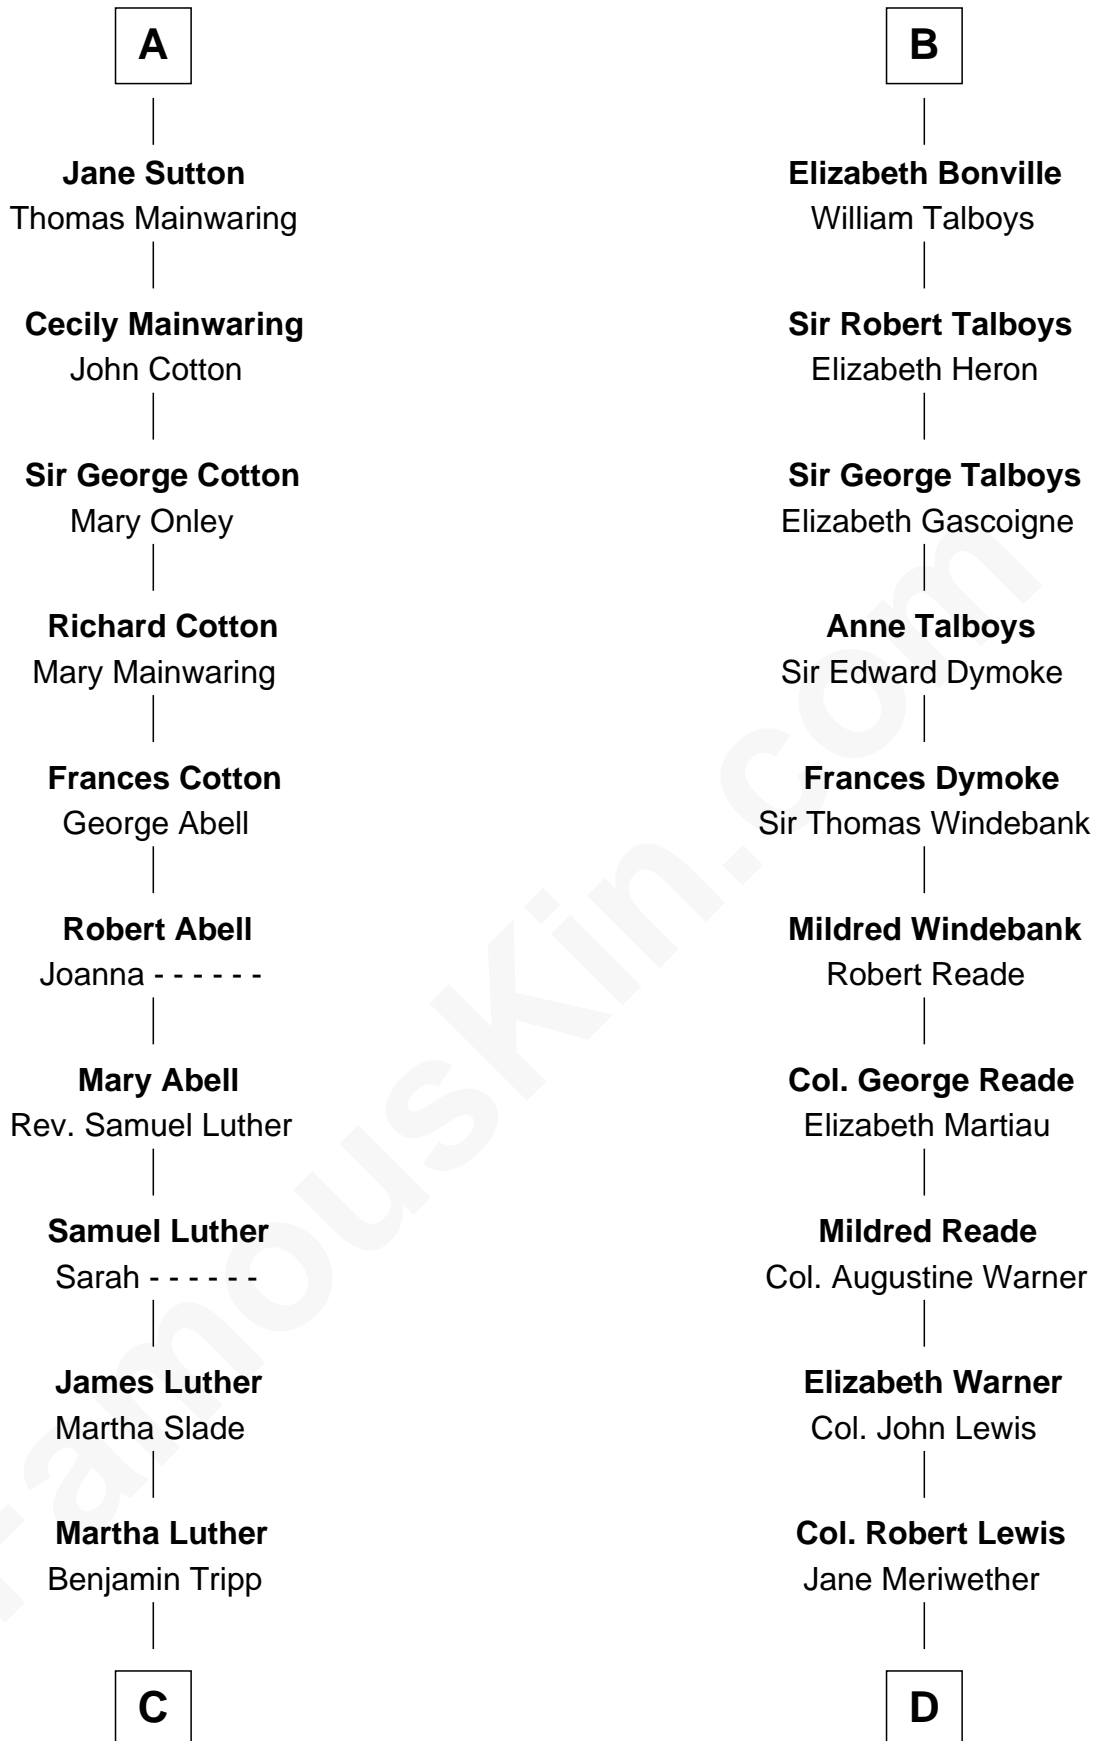 A
Jane Sutton
Thomas Mainwaring
Cecily Mainwaring
John Cotton
Sir George Cotton
Mary Onley
Richard Cotton
Mary Mainwaring
Frances Cotton
George Abell
Robert Abell
Joanna - - - - - -
Mary Abell
Rev. Samuel Luther
Samuel Luther
Sarah - - - - - -
James Luther
Martha Slade
Martha Luther
Benjamin Tripp
C
B
Elizabeth Bonville
William Talboys
Sir Robert Talboys
Elizabeth Heron
Sir George Talboys
Elizabeth Gascoigne
Anne Talboys
Sir Edward Dymoke
Frances Dymoke
Sir Thomas Windebank
Mildred Windebank
Robert Reade
Col. George Reade
Elizabeth Martiau
Mildred Reade
Col. Augustine Warner
Elizabeth Warner
Col. John Lewis
Col. Robert Lewis
Jane Meriwether
D
FamousKin.com